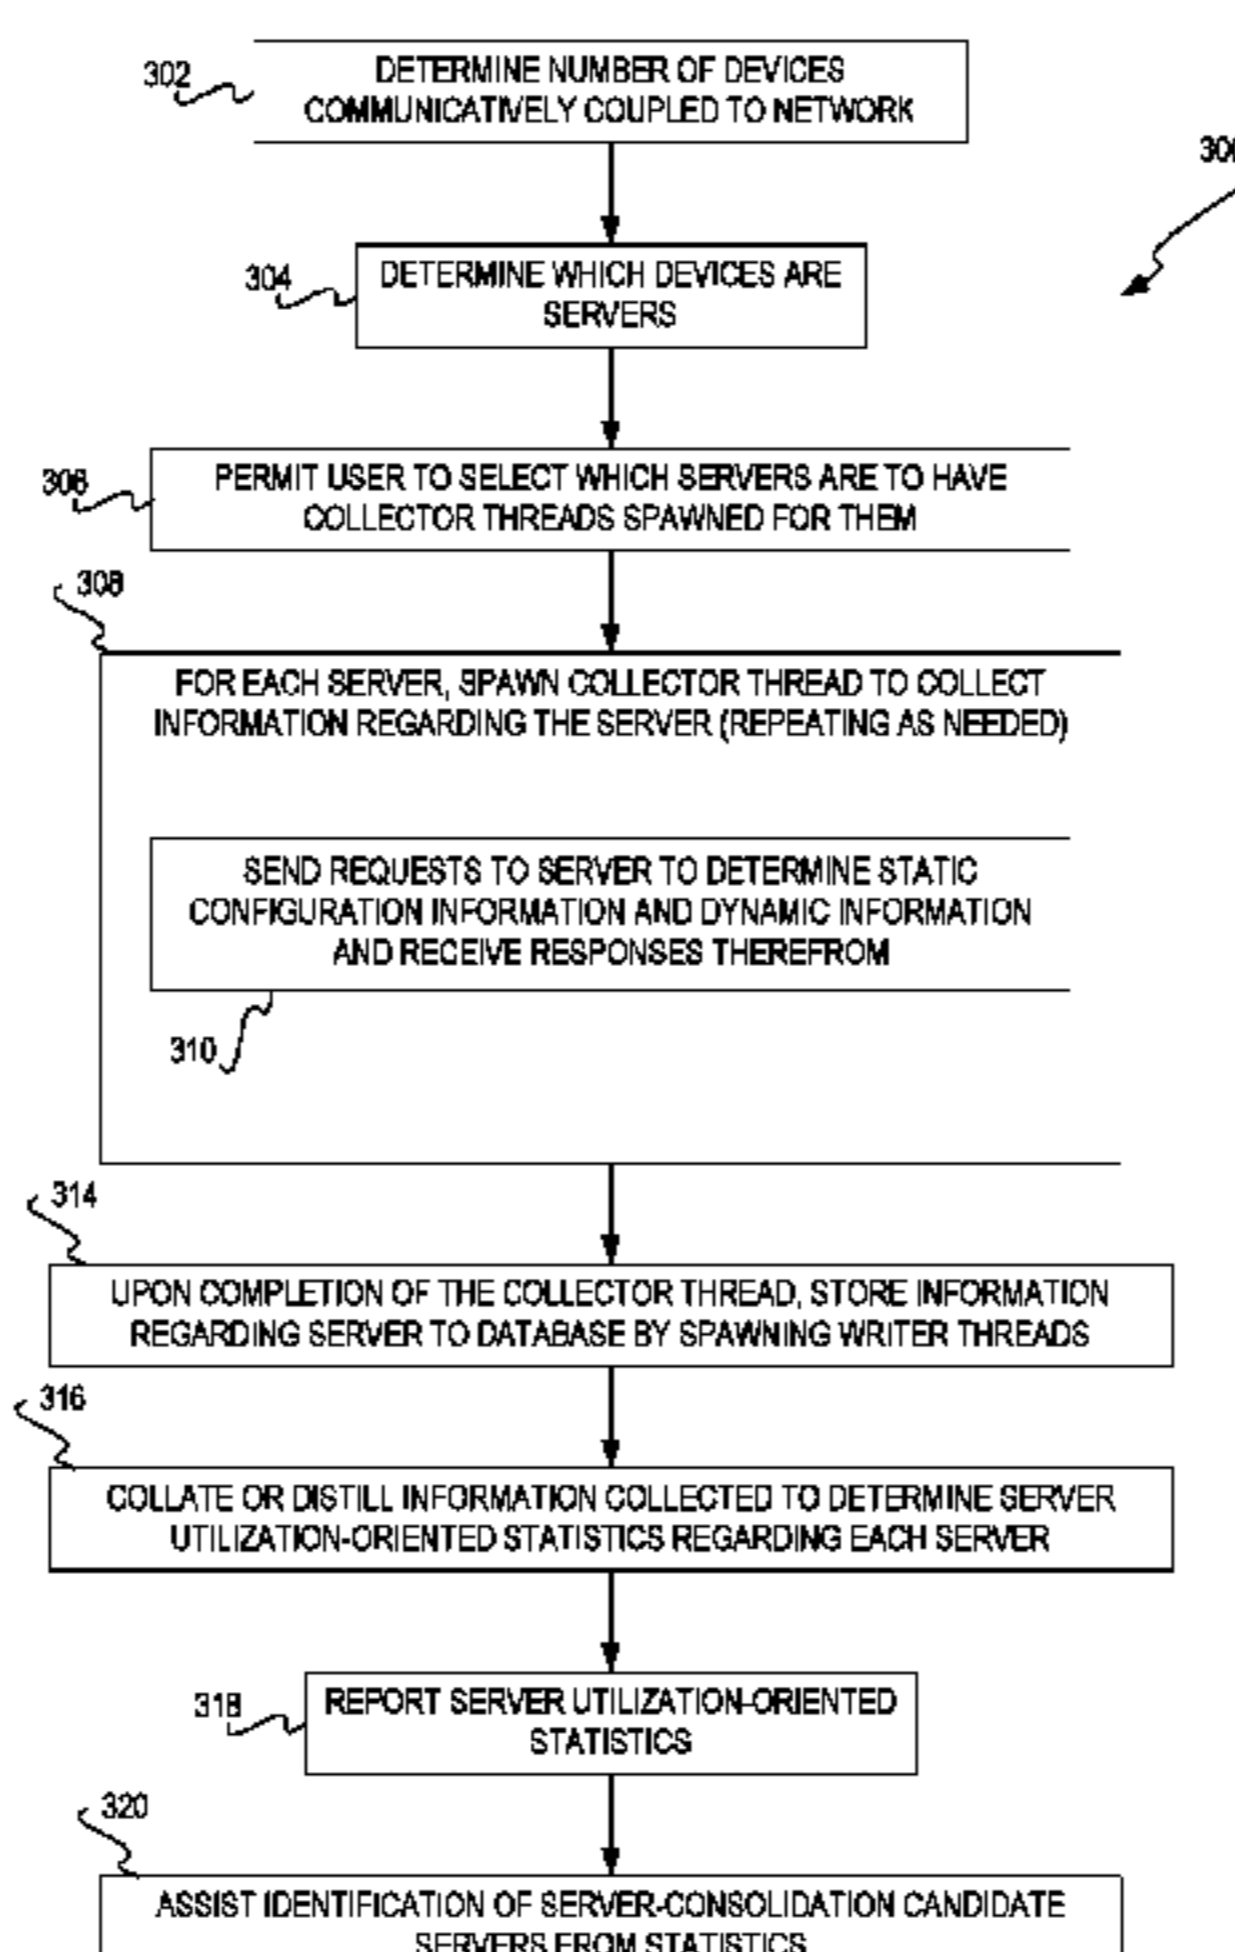 302
DETERMINE NUMBER OF DEVICES
COMMUNICATIVELY COUPLED TO NETWORK
304
DETERMINE WHICH DEVICES ARE
SERVERS
306
PERMIT USER TO SELECT WHICH SERVERS ARE TO HAVE
COLLECTOR THREADS SPAWNED FOR THEM
308
FOR EACH SERVER, SPAWN COLLECTOR THREAD TO COLLECT
INFORMATION REGARDING THE SERVER (REPEATING AS NEEDED)
SEND REQUESTS TO SERVER TO DETERMINE STATIC
CONFIGURATION INFORMATION AND DYNAMIC INFORMATION
AND RECEIVE RESPONSES THEREFROM
310
314
UPON COMPLETION OF THE COLLECTOR THREAD, STORE INFORMATION
REGARDING SERVER TO DATABASE BY SPAWNING WRITER THREADS
316
COLLATE OR DISTILL INFORMATION COLLECTED TO DETERMINE SERVER
UTILIZATION-ORIENTED STATISTICS REGARDING EACH SERVER
318
REPORT SERVER UTILIZATION-ORIENTED
STATISTICS
320
ASSIST IDENTIFICATION OF SERVER-CONSOLIDATION CANDIDATE
SERVERS FROM STATISTICS